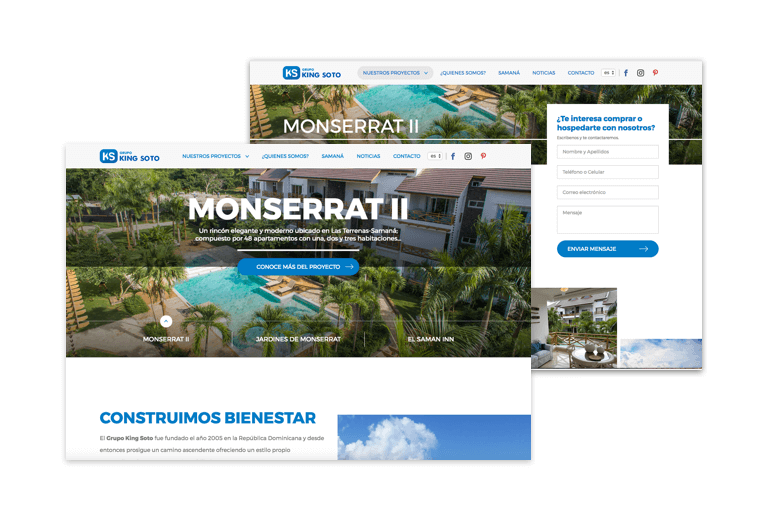 KS GRUPO KING SOTO
NUESTROS PROYECTOS ¿QUIENES SOMOS? SAMANÁ NOTICIAS CONTACTO es
MONSERRAT II
¿Te interesa comprar o
hospedarte con nosotros?
Escríbenos y te contactaremos
Nombre y Apellidos
Teléfono o Celular
Correo electrónico
Mensaje
ENVIAR MENSAJE
KS GRUPO KING SOTO
NUESTROS PROYECTOS ¿QUIENES SOMOS? SAMANÁ NOTICIAS CONTACTO es
MONSERRAT II
Un rincón elegante y moderno ubicado en Las Terrenas-Samaná;
compuesto por 48 apartamentos con una, dos y tres habitaciones...
CONOCE MÁS DEL PROYECTO
MONSERRAT II JARDINES DE MONSERRAT EL SAMAN INN
CONSTRUIMOS BIENESTAR
El Grupo King Soto fue fundado el año 2005 en la República Dominicana y desde
entonces prosigue un camino ascendente ofreciendo un estilo propio